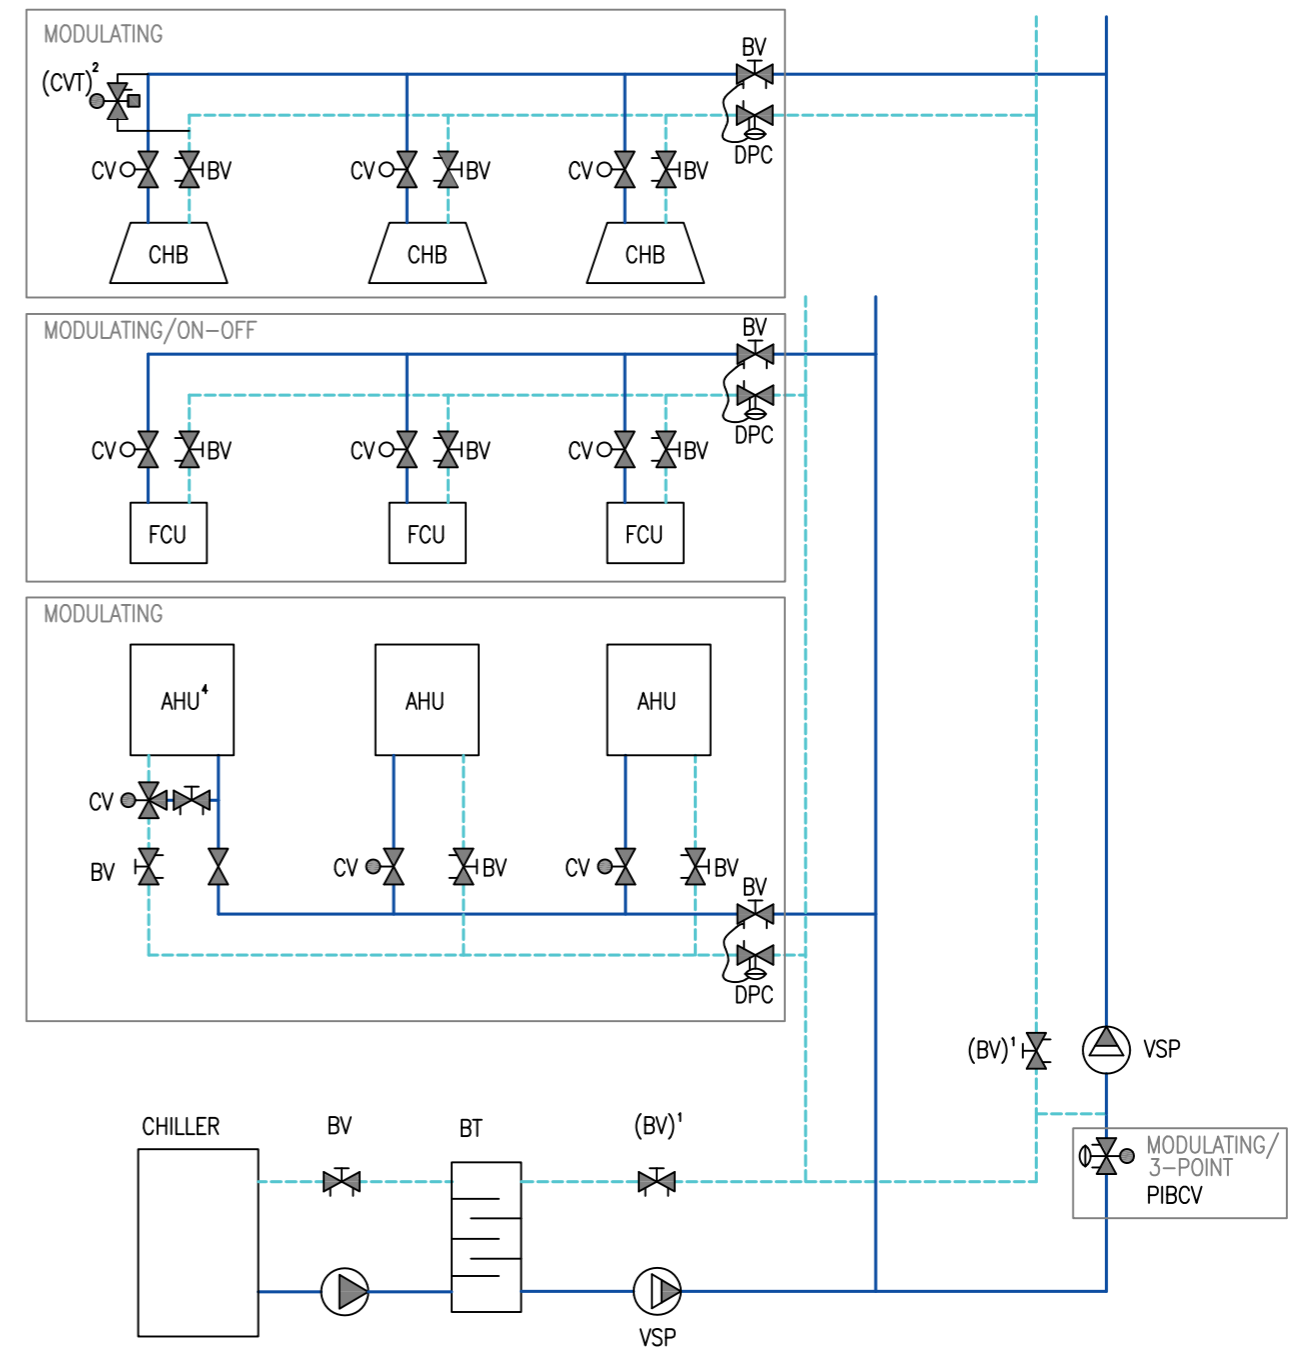 MODULATING
BV
(CVT)²
DPC
CV BV CV BV CV BV
CHB CHB CHB
MODULATING/ON-OFF
BV
DPC
CV BV CV BV CV BV
FCU FCU FCU
MODULATING
AHU⁴ AHU AHU
CV
BV CV BV CV BV
BV
DPC
(BV)¹ VSP
CHILLER BV BT (BV)¹
MODULATING/
3-POINT
PIBCV
VSP